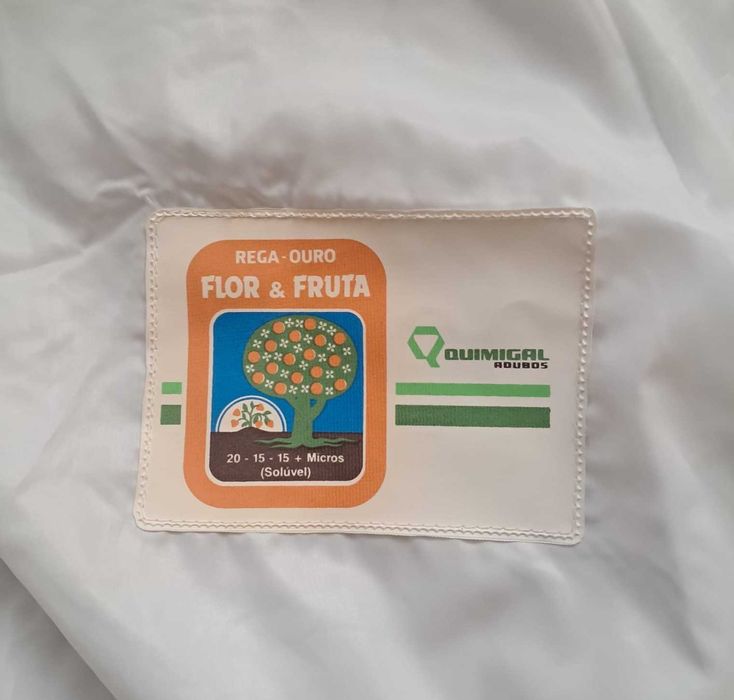 REGA-OURO
FLOR & FRUTA
QUIMIGAL
ADUBOS
20 - 15 - 15 + Micros
(Solúvel)